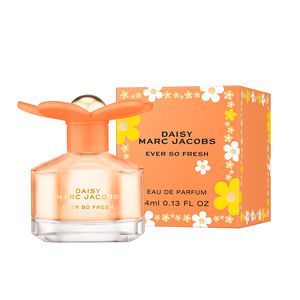 DAISY
MARC JACOBS
EVER SO FRESH
DAISY
MARC JACOBS
EVER SO FRESH
EAU DE PARFUM
4ml 0.13 FL OZ